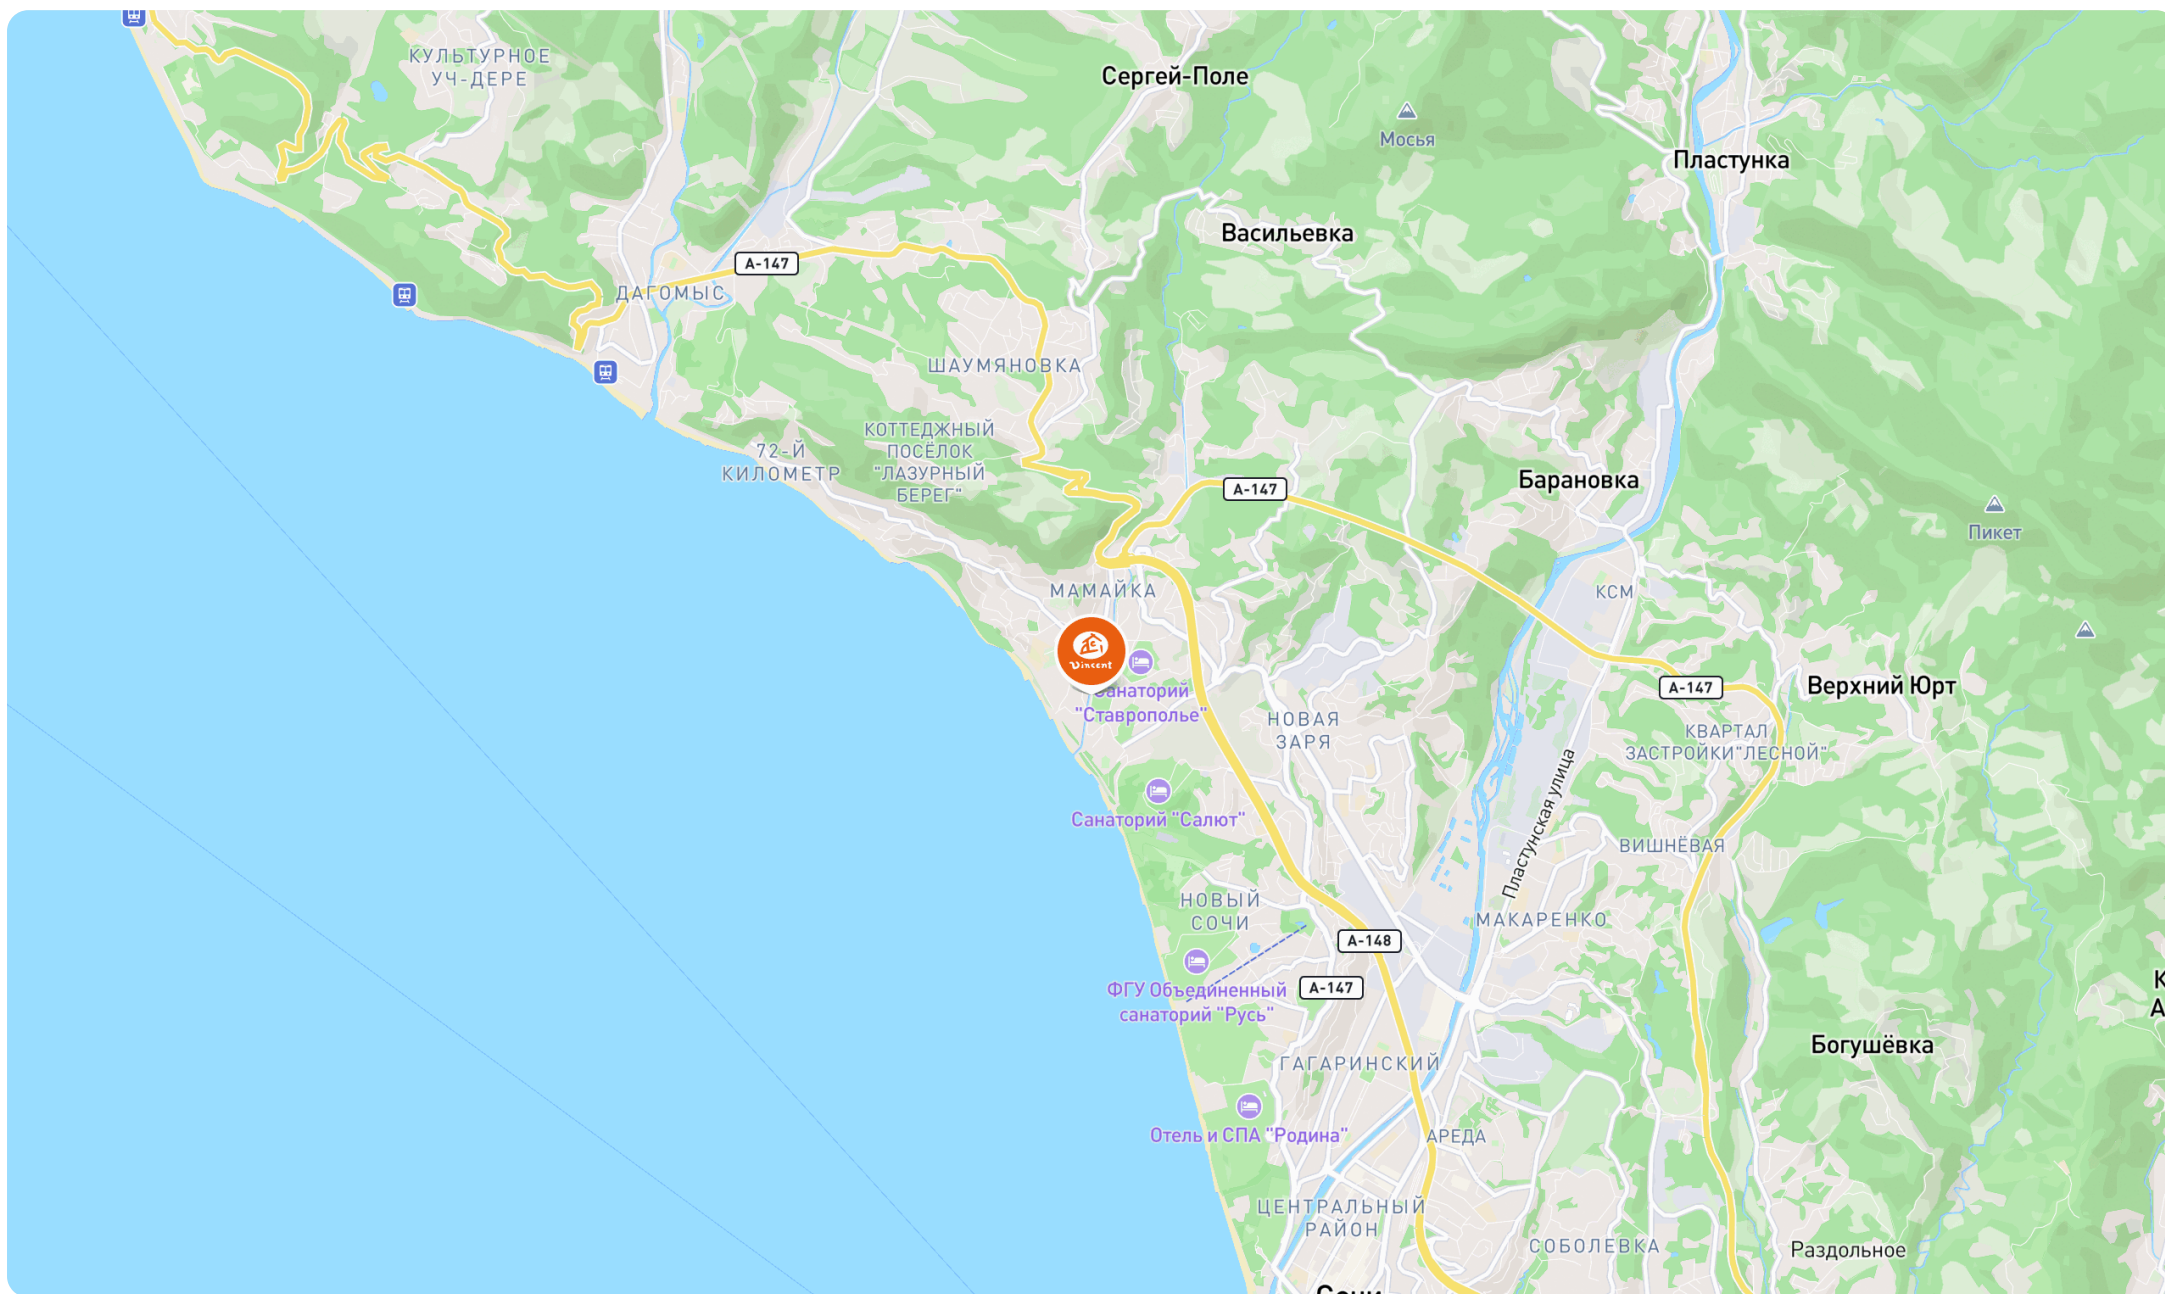 КУЛЬТУРНОЕ
УЧ-ДЕРЕ
Сергей-Поле
Мосья
Пластунка
Васильевка
А-147
ДАГОМЫС
ШАУМЯНОВКА
КОТТЕДЖНЫЙ
ПОСЁЛОК
"ЛАЗУРНЫЙ
БЕРЕГ"
72-Й
КИЛОМЕТР
А-147
Барановка
Пикет
МАМАЙКА
КСМ
Vincent
Санаторий
"Ставрополье"
А-147
Верхний Юрт
НОВАЯ
ЗАРЯ
КВАРТАЛ
ЗАСТРОЙКИ"ЛЕСНОЙ"
Пластунская улица
Санаторий "Салют"
ВИШНЁВАЯ
НОВЫЙ
СОЧИ
МАКАРЕНКО
А-148
ФГУ Объединенный
санаторий "Русь"
А-147
К
А
Богушёвка
ГАГАРИНСКИЙ
Отель и СПА "Родина"
АРЕДА
ЦЕНТРАЛЬНЫЙ
РАЙОН
СОБОЛЕВКА
Раздольное
Сочи